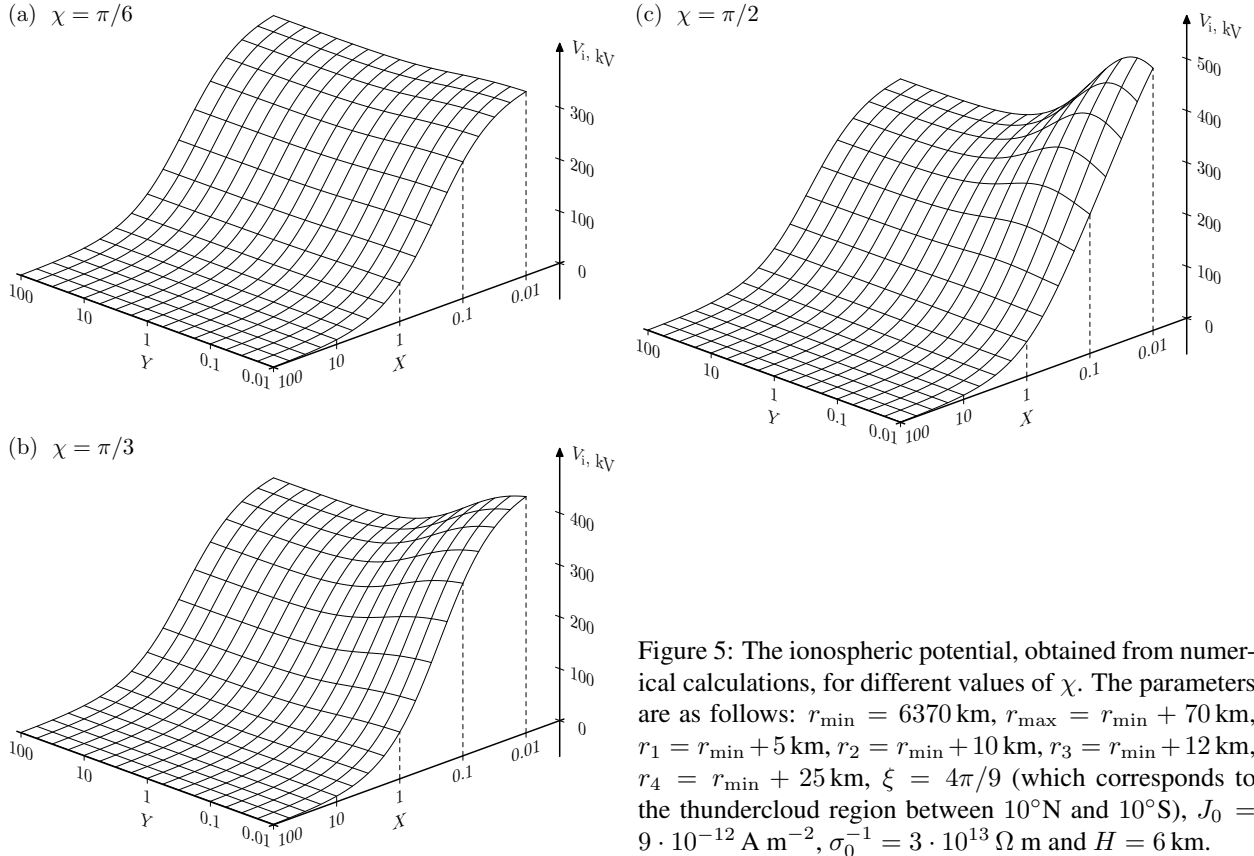 (a) χ = π/6
V_i, kV
300
200
100
0
100
10
1
0.1
0.01
Y
100
10
1
0.1
0.01
X
(b) χ = π/3
V_i, kV
400
300
200
100
0
100
10
1
0.1
0.01
Y
100
10
1
0.1
0.01
X
(c) χ = π/2
V_i, kV
500
400
300
200
100
0
100
10
1
0.1
0.01
Y
100
10
1
0.1
0.01
X
Figure 5: The ionospheric potential, obtained from numer-
ical calculations, for different values of χ. The parameters
are as follows: r_min = 6370 km, r_max = r_min + 70 km,
r_1 = r_min + 5 km, r_2 = r_min + 10 km, r_3 = r_min + 12 km,
r_4 = r_min + 25 km, ξ = 4π/9 (which corresponds to
the thundercloud region between 10°N and 10°S), J_0 =
9 · 10^−12 A m^−2, σ_0^−1 = 3 · 10^13 Ω m and H = 6 km.